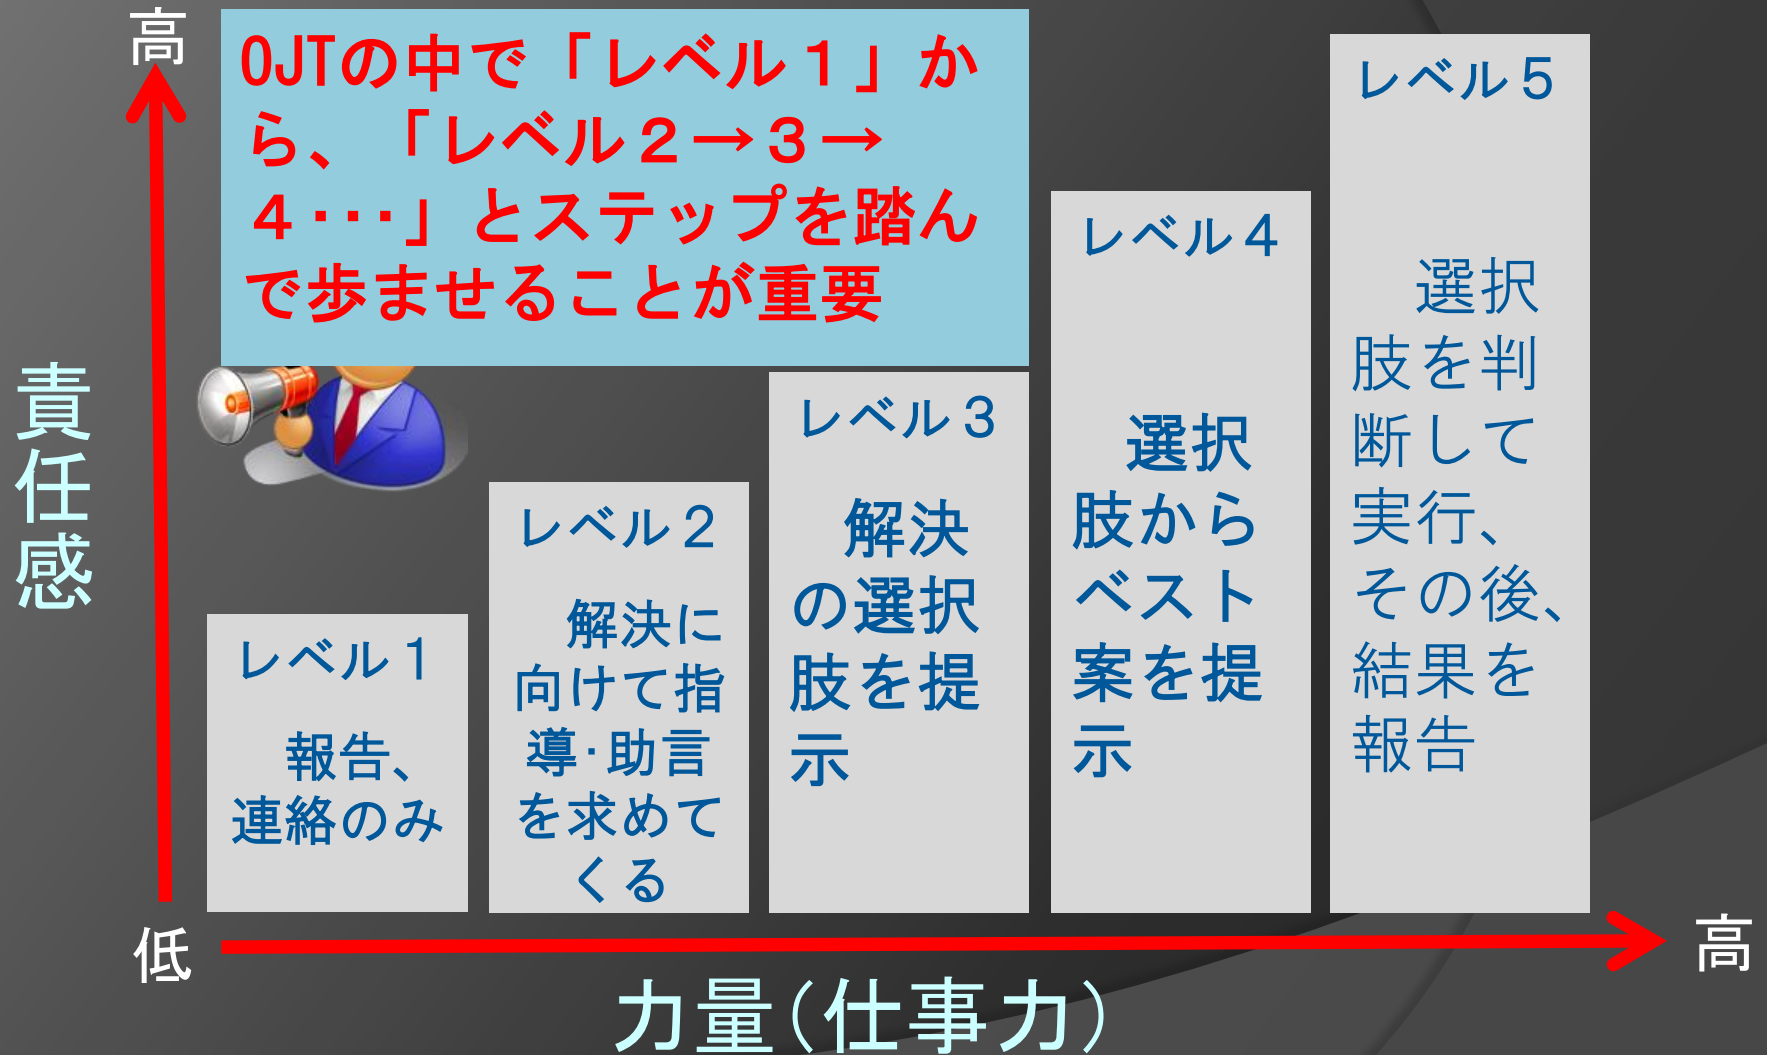 高
OJTの中で「レベル１」か
ら、「レベル２→３→
４･･･」とステップを踏ん
で歩ませることが重要
責任感
レベル１
報告、
連絡のみ
レベル２
解決に
向けて指
導･助言
を求めて
くる
レベル３
解決
の選択
肢を提
示
レベル４
選択
肢から
ベスト
案を提
示
レベル５
選択
肢を判
断して
実行、
その後、
結果を
報告
低
高
力量（仕事力）